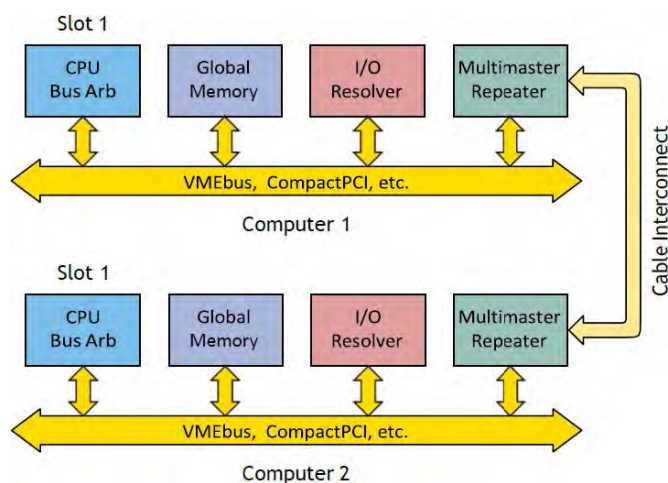 Slot 1
CPU
Bus Arb
Global
Memory
I/O
Resolver
Multimaster
Repeater
VMEbus, CompactPCI, etc.
Computer 1
Cable Interconnect
Slot 1
CPU
Bus Arb
Global
Memory
I/O
Resolver
Multimaster
Repeater
VMEbus, CompactPCI, etc.
Computer 2